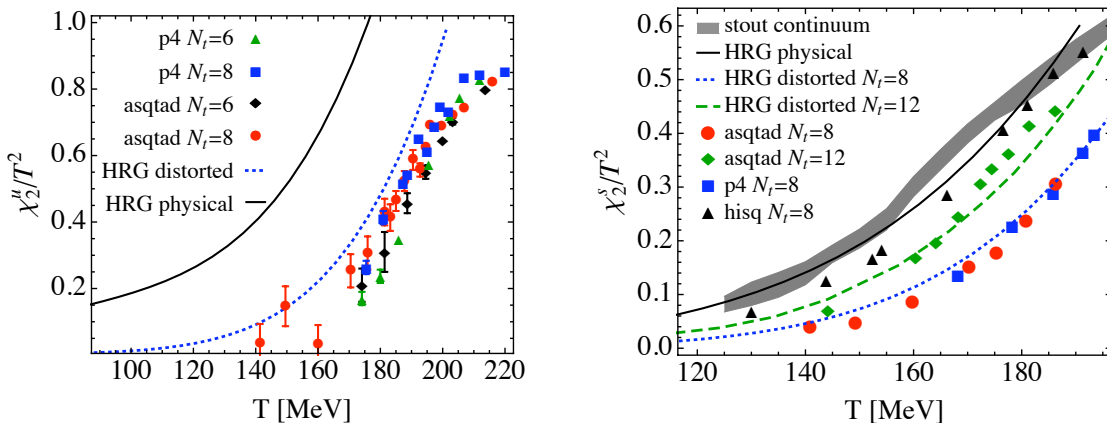 1.0
0.8
0.6
0.4
0.2
100 120 140 160 180 200 220
T [MeV]
χ₂ᵘ/T²
p4 Nₜ=6
p4 Nₜ=8
asqtad Nₜ=6
asqtad Nₜ=8
HRG distorted
HRG physical
0.6
0.5
0.4
0.3
0.2
0.1
0.0
120 140 160 180
T [MeV]
χ₂ˢ/T²
stout continuum
HRG physical
HRG distorted Nₜ=8
HRG distorted Nₜ=12
asqtad Nₜ=8
asqtad Nₜ=12
p4 Nₜ=8
hisq Nₜ=8